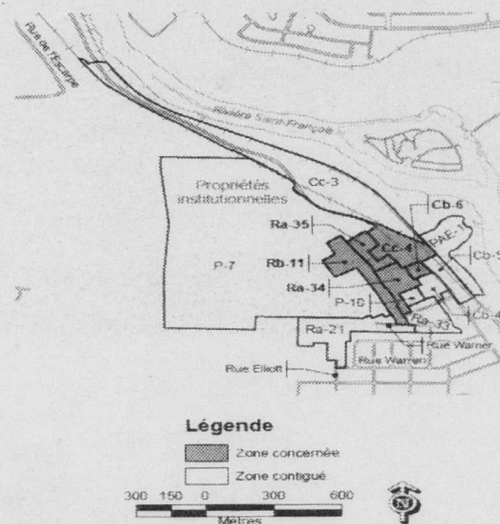 Rue de l'Escarpe
Rivière Saint-François
Cc-3
Propriétés
institutionnelles
Cb-6
Ra-35
Cc-4
PAE-1
P-7
Rb-11
Cb-5
Ra-34
P-10
Cb-4
Ra-33
Ra-21
Rue Warner
Rue Warren
Rue Elliott
Légende
Zone concernée
Zone contiguë
300 150 0 300 600
Mètres
N